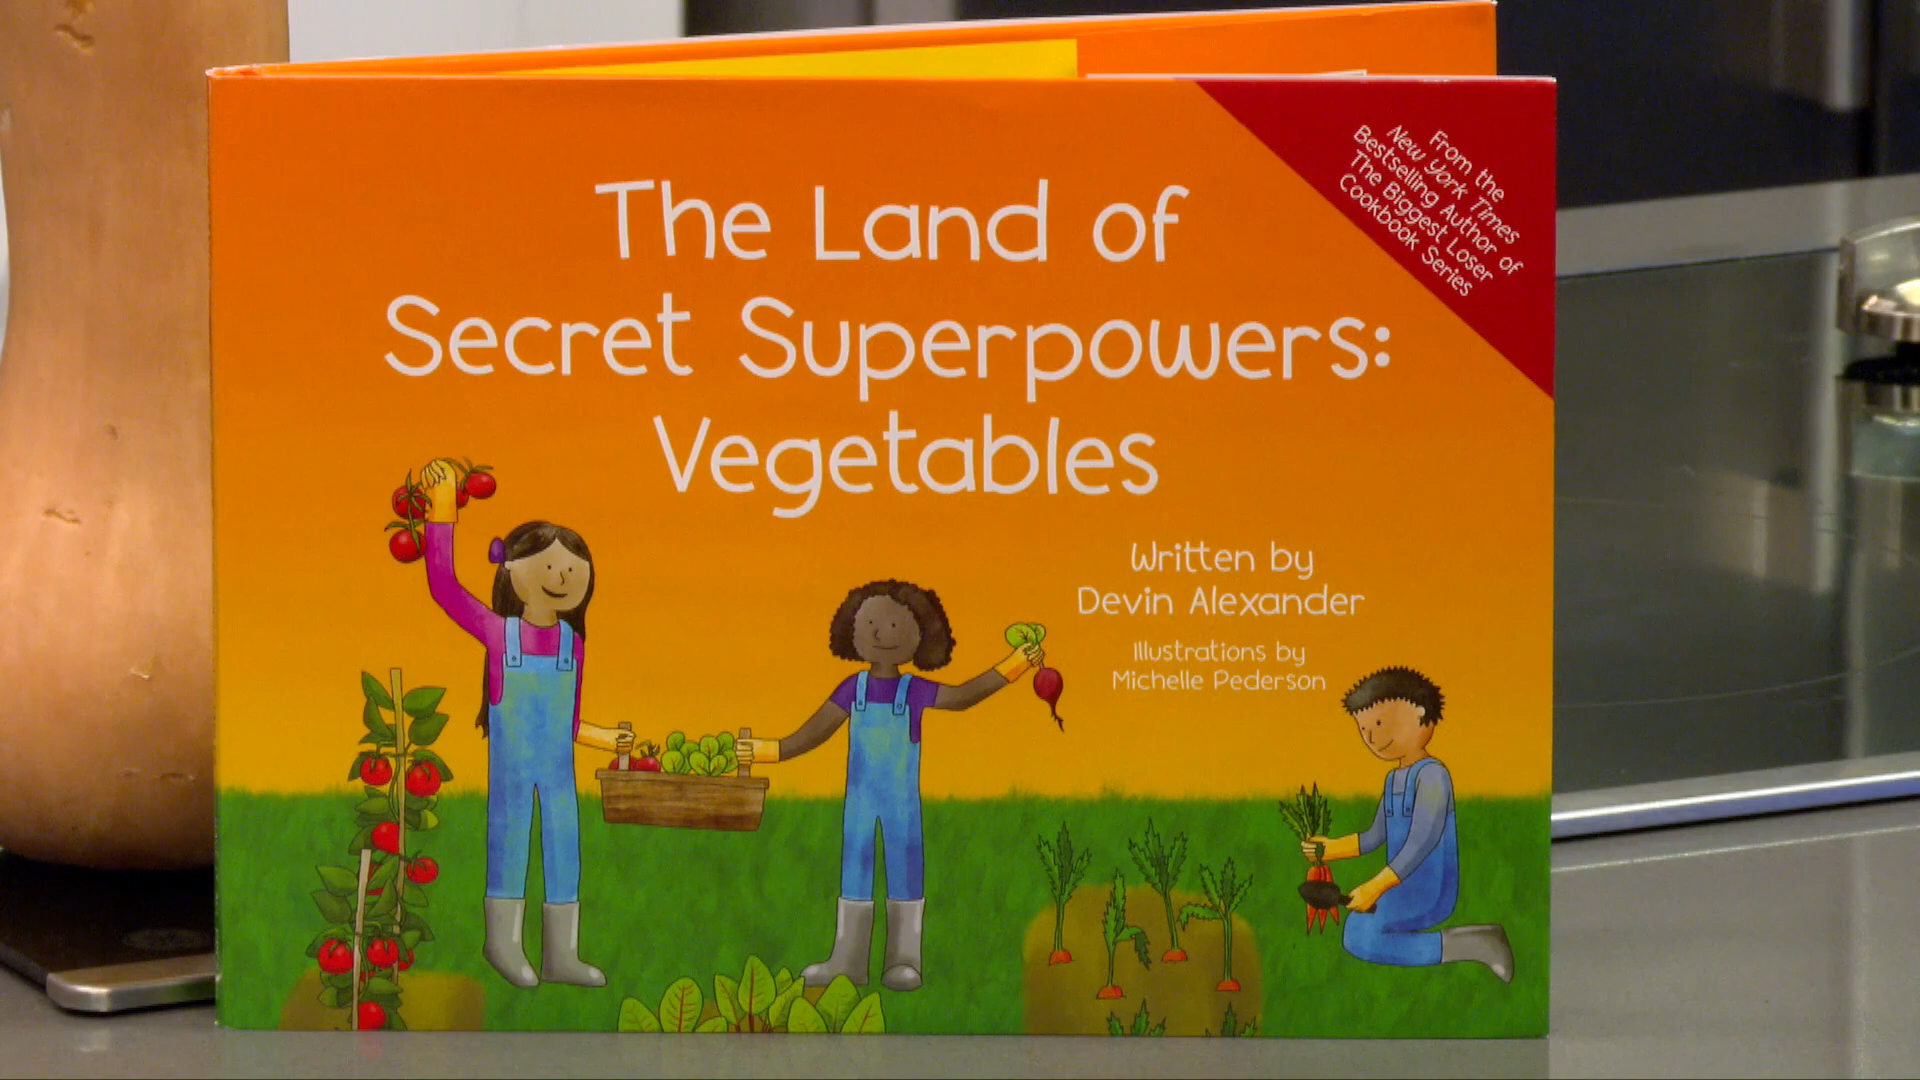 The Land of
Secret Superpowers:
Vegetables
From the
New York Times
Bestselling Author of
The Biggest Loser
Cookbook Series
Written by
Devin Alexander
Illustrations by
Michelle Pederson